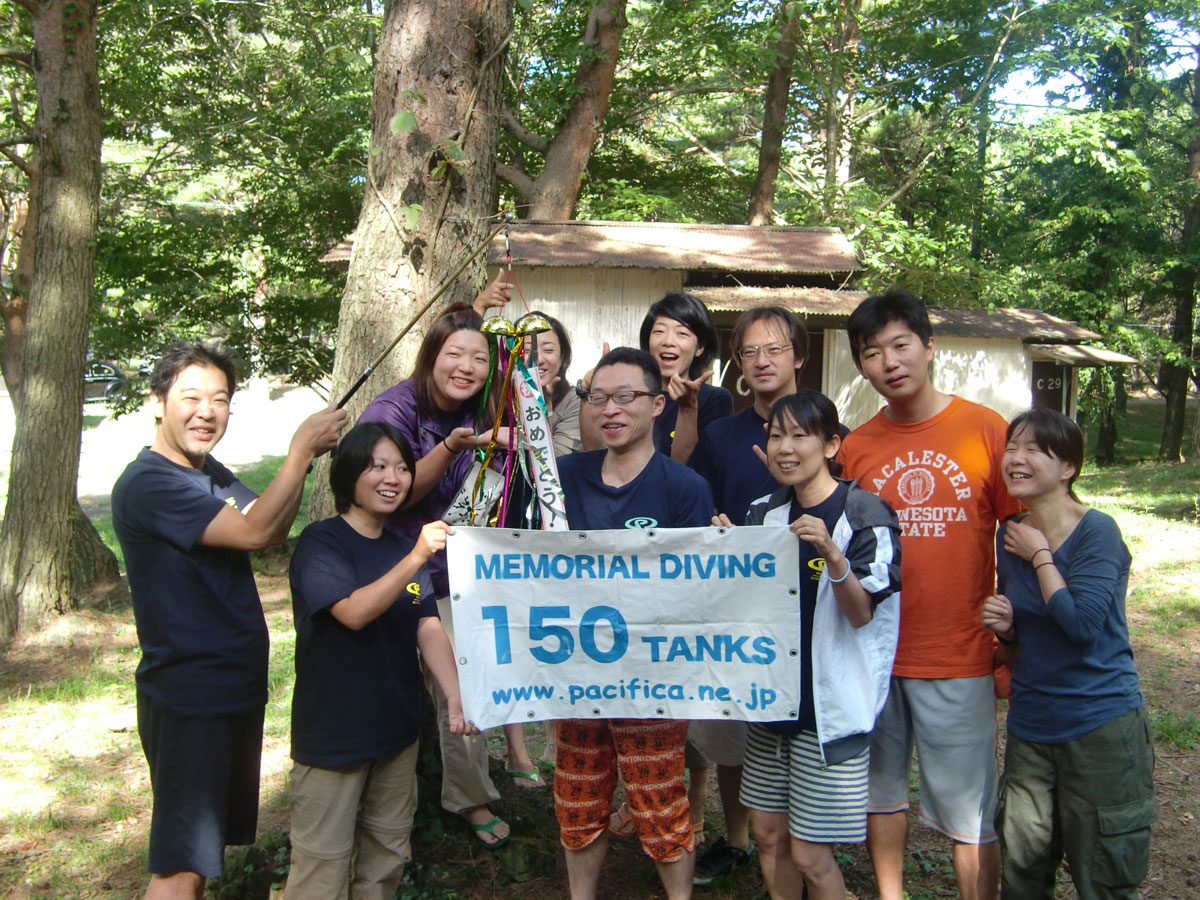 おめでとう
MEMORIAL DIVING
150 TANKS
www.pacifica.ne.jp
MACALESTER
MINNESOTA
STATE
C 29
C